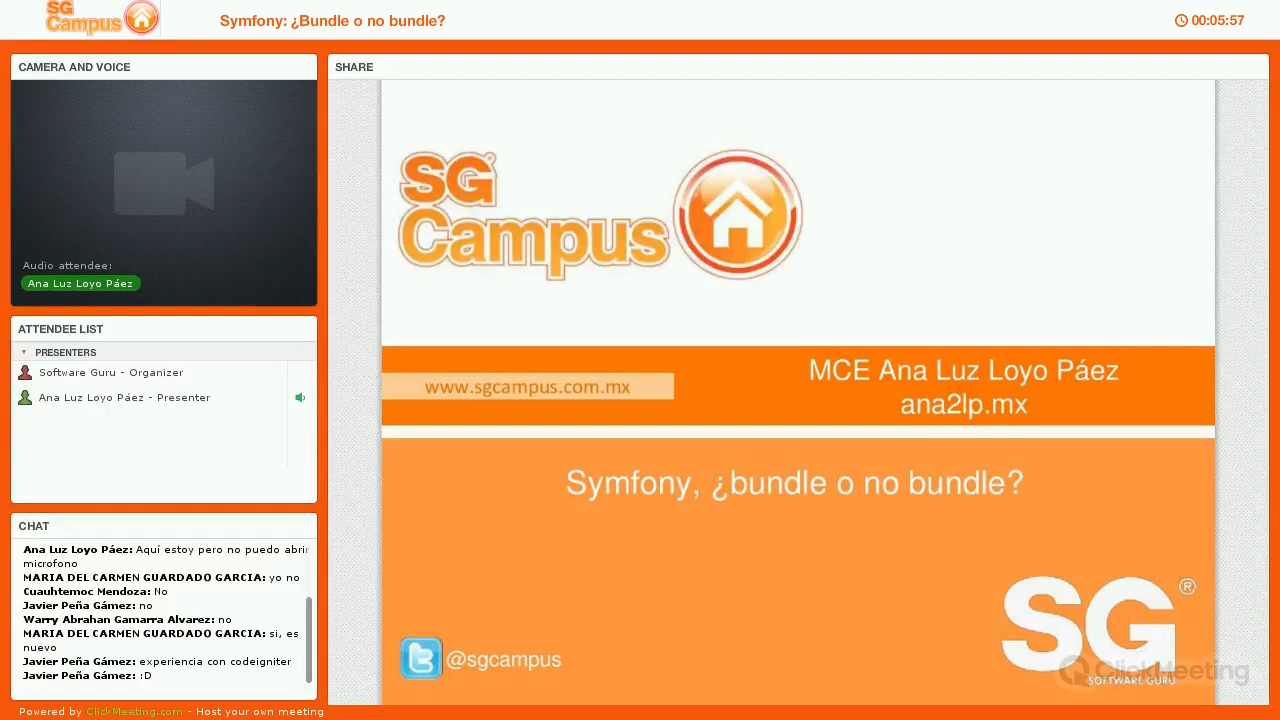 SG
Campus
Symfony: ¿Bundle o no bundle?
00:05:57
CAMERA AND VOICE
Audio attendee:
Ana Luz Loyo Páez
ATTENDEE LIST
PRESENTERS
Software Guru - Organizer
Ana Luz Loyo Páez - Presenter
CHAT
Ana Luz Loyo Páez: Aquí estoy pero no puedo abrir
microfono
MARIA DEL CARMEN GUARDADO GARCIA: yo no
Cuauhtemoc Mendoza: No
Javier Peña Gámez: no
Warry Abrahan Gamarra Alvarez: no
MARIA DEL CARMEN GUARDADO GARCIA: si, es
nuevo
Javier Peña Gámez: experiencia con codeigniter
Javier Peña Gámez: :D
Powered by ClickMeeting.com - Host your own meeting
SHARE
SG
Campus
www.sgcampus.com.mx
MCE Ana Luz Loyo Páez
ana2lp.mx
Symfony, ¿bundle o no bundle?
@sgcampus
SG®
SOFTWARE GURU
ClickMeeting